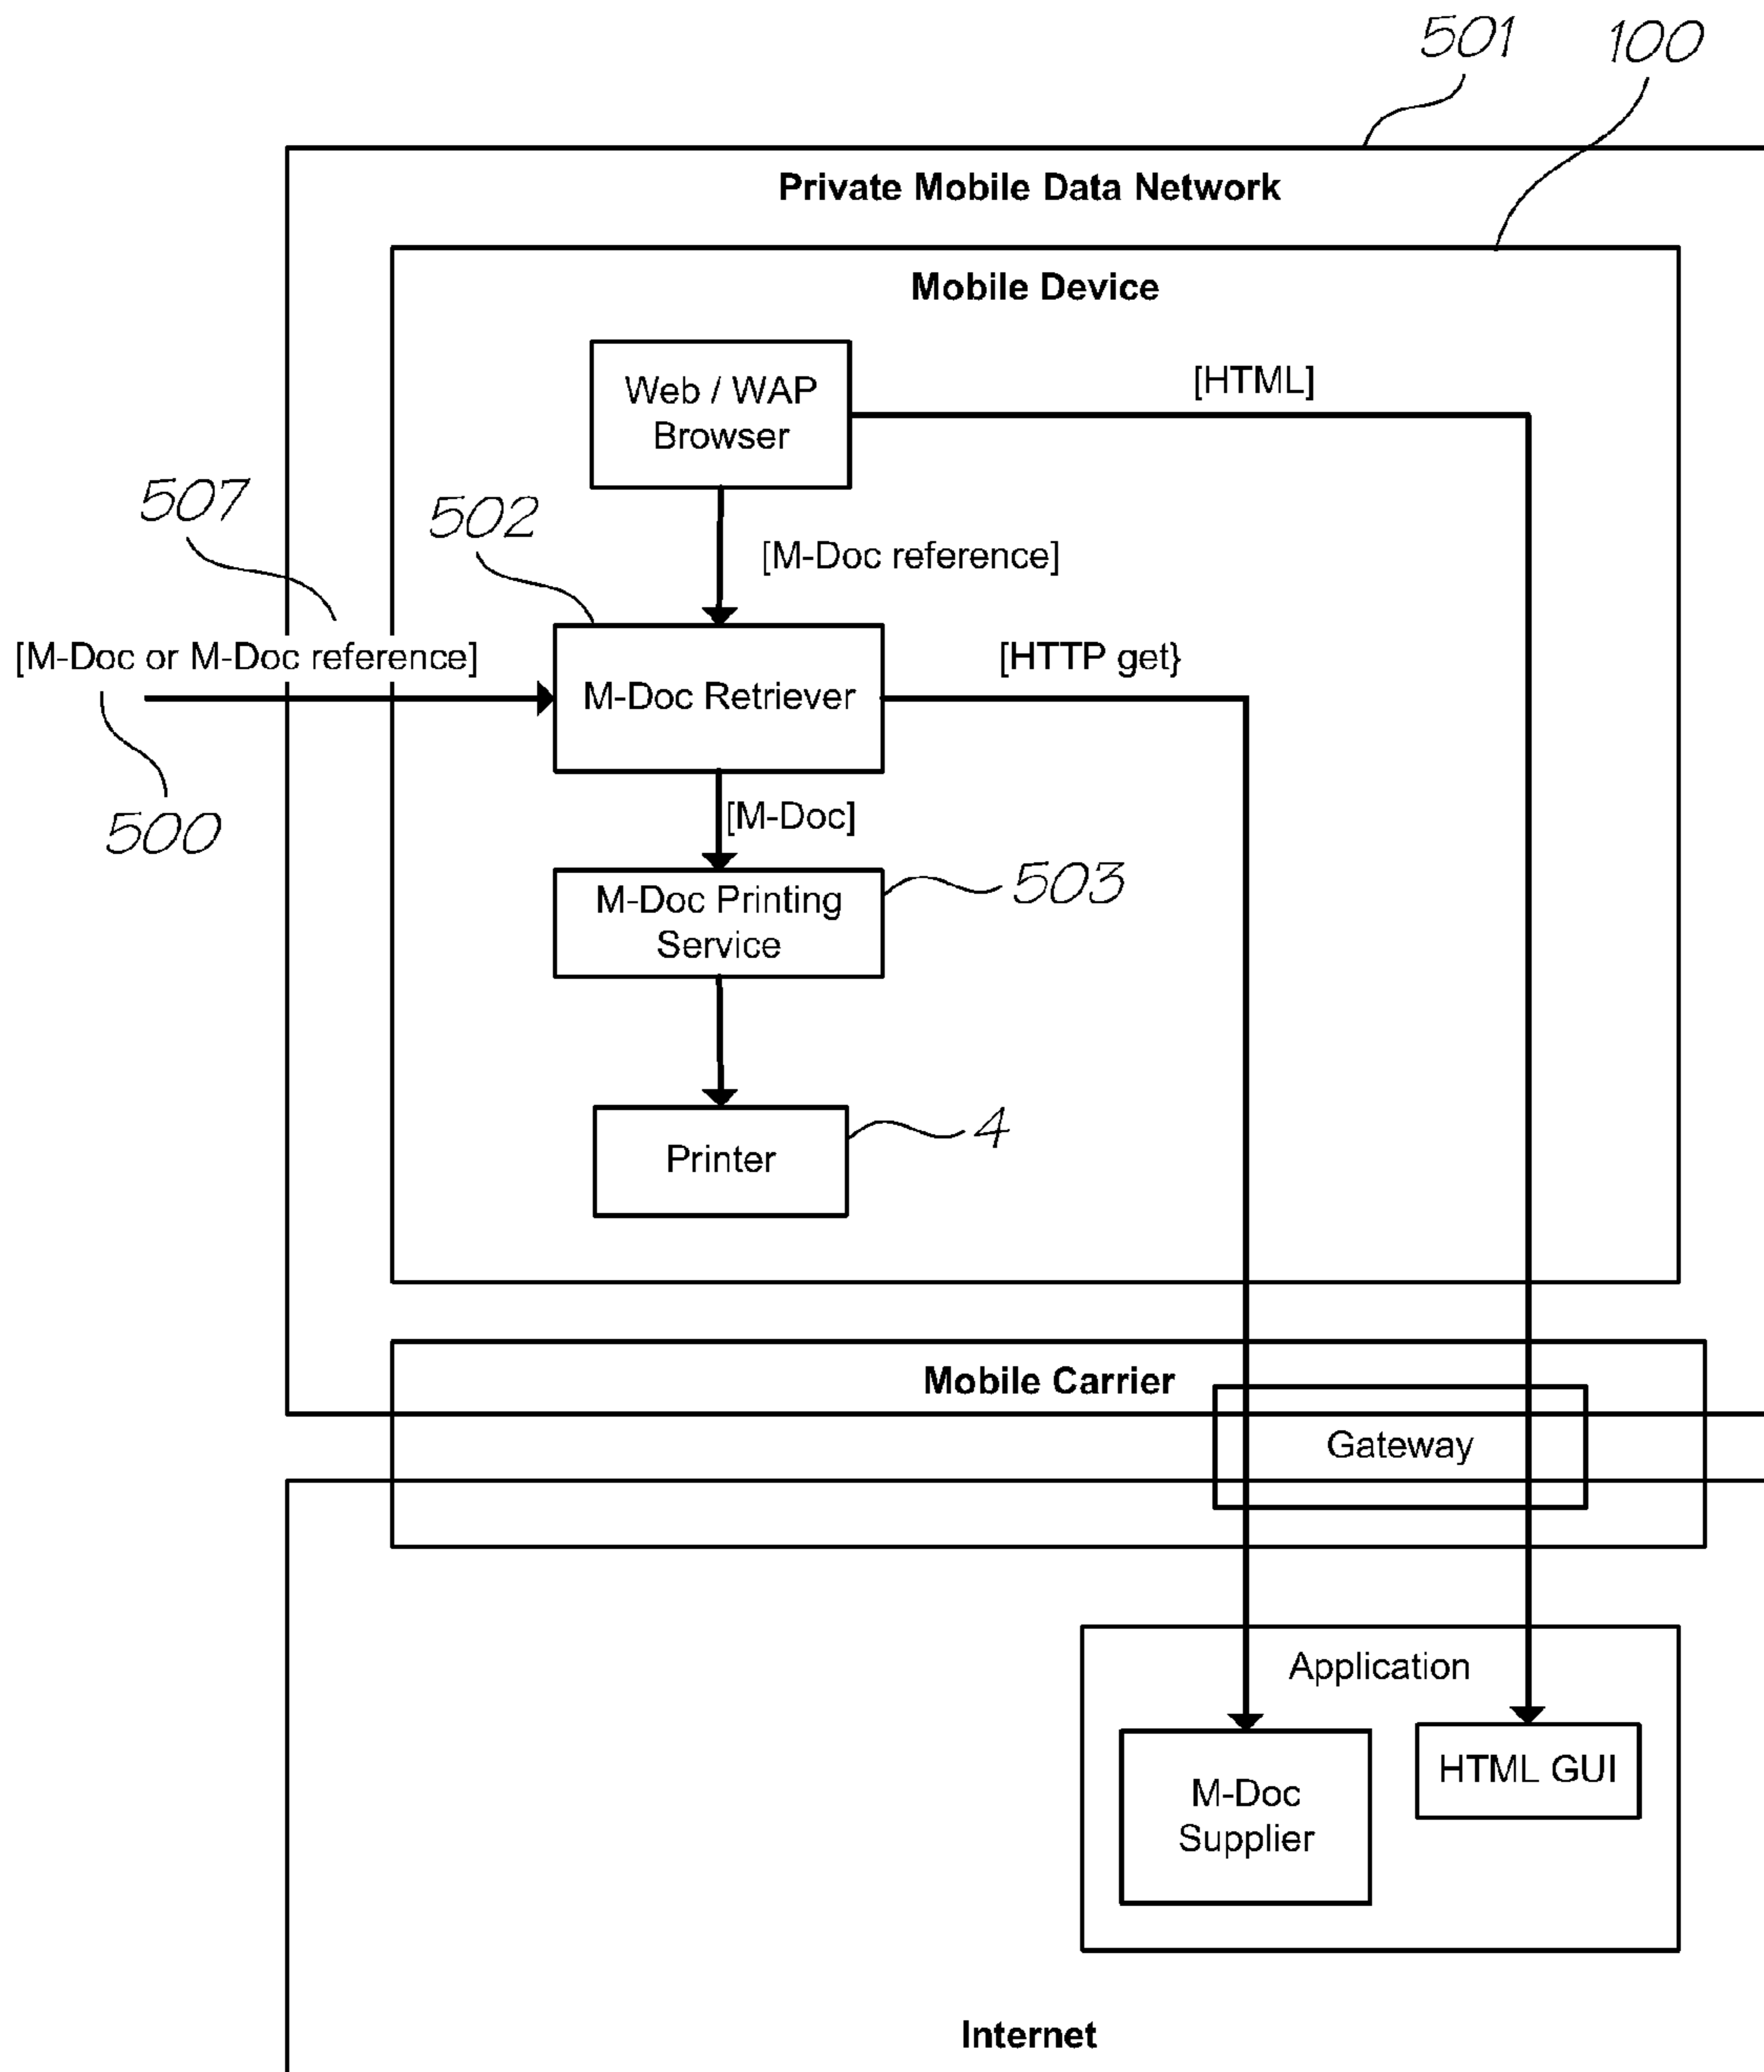 501 100
Private Mobile Data Network
Mobile Device
Web / WAP
Browser
[HTML]
507
502
[M-Doc reference]
[M-Doc or M-Doc reference]
M-Doc Retriever
[HTTP get}
500
[M-Doc]
M-Doc Printing
Service
503
Printer
4
Mobile Carrier
Gateway
Application
M-Doc
Supplier
HTML GUI
Internet